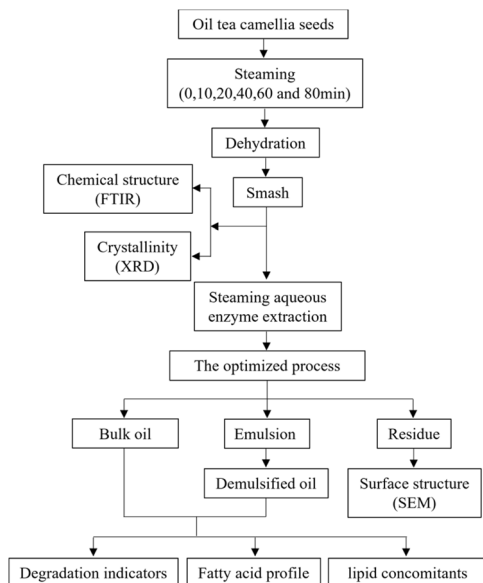 Oil tea camellia seeds
Steaming
(0,10,20,40,60 and 80min)
Dehydration
Chemical structure
(FTIR)
Smash
Crystallinity
(XRD)
Steaming aqueous
enzyme extraction
The optimized process
Bulk oil
Emulsion
Residue
Demulsified oil
Surface structure
(SEM)
Degradation indicators
Fatty acid profile
lipid concomitants